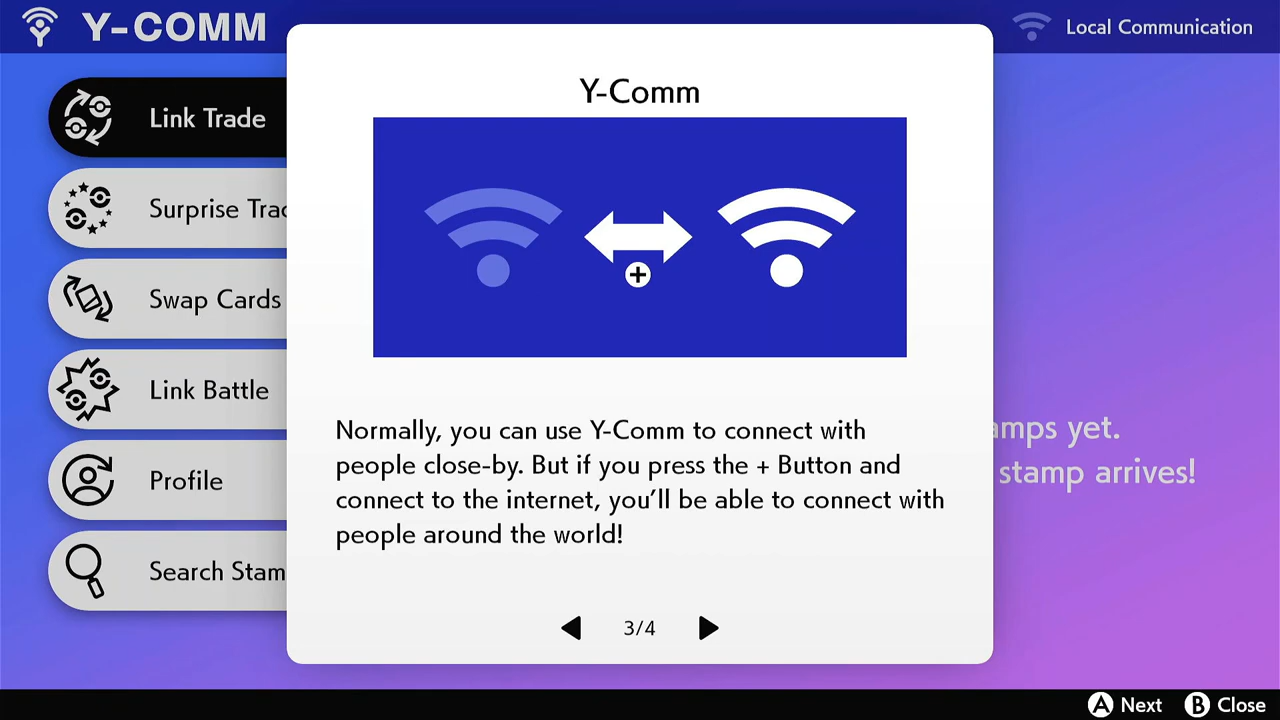 Y-COMM
Local Communication
Link Trade
Surprise Trad
Swap Cards
Link Battle
Profile
Search Stam
Y-Comm
+
Normally, you can use Y-Comm to connect with
people close-by. But if you press the + Button and
connect to the internet, you'll be able to connect with
people around the world!
3/4
amps yet.
stamp arrives!
A Next B Close